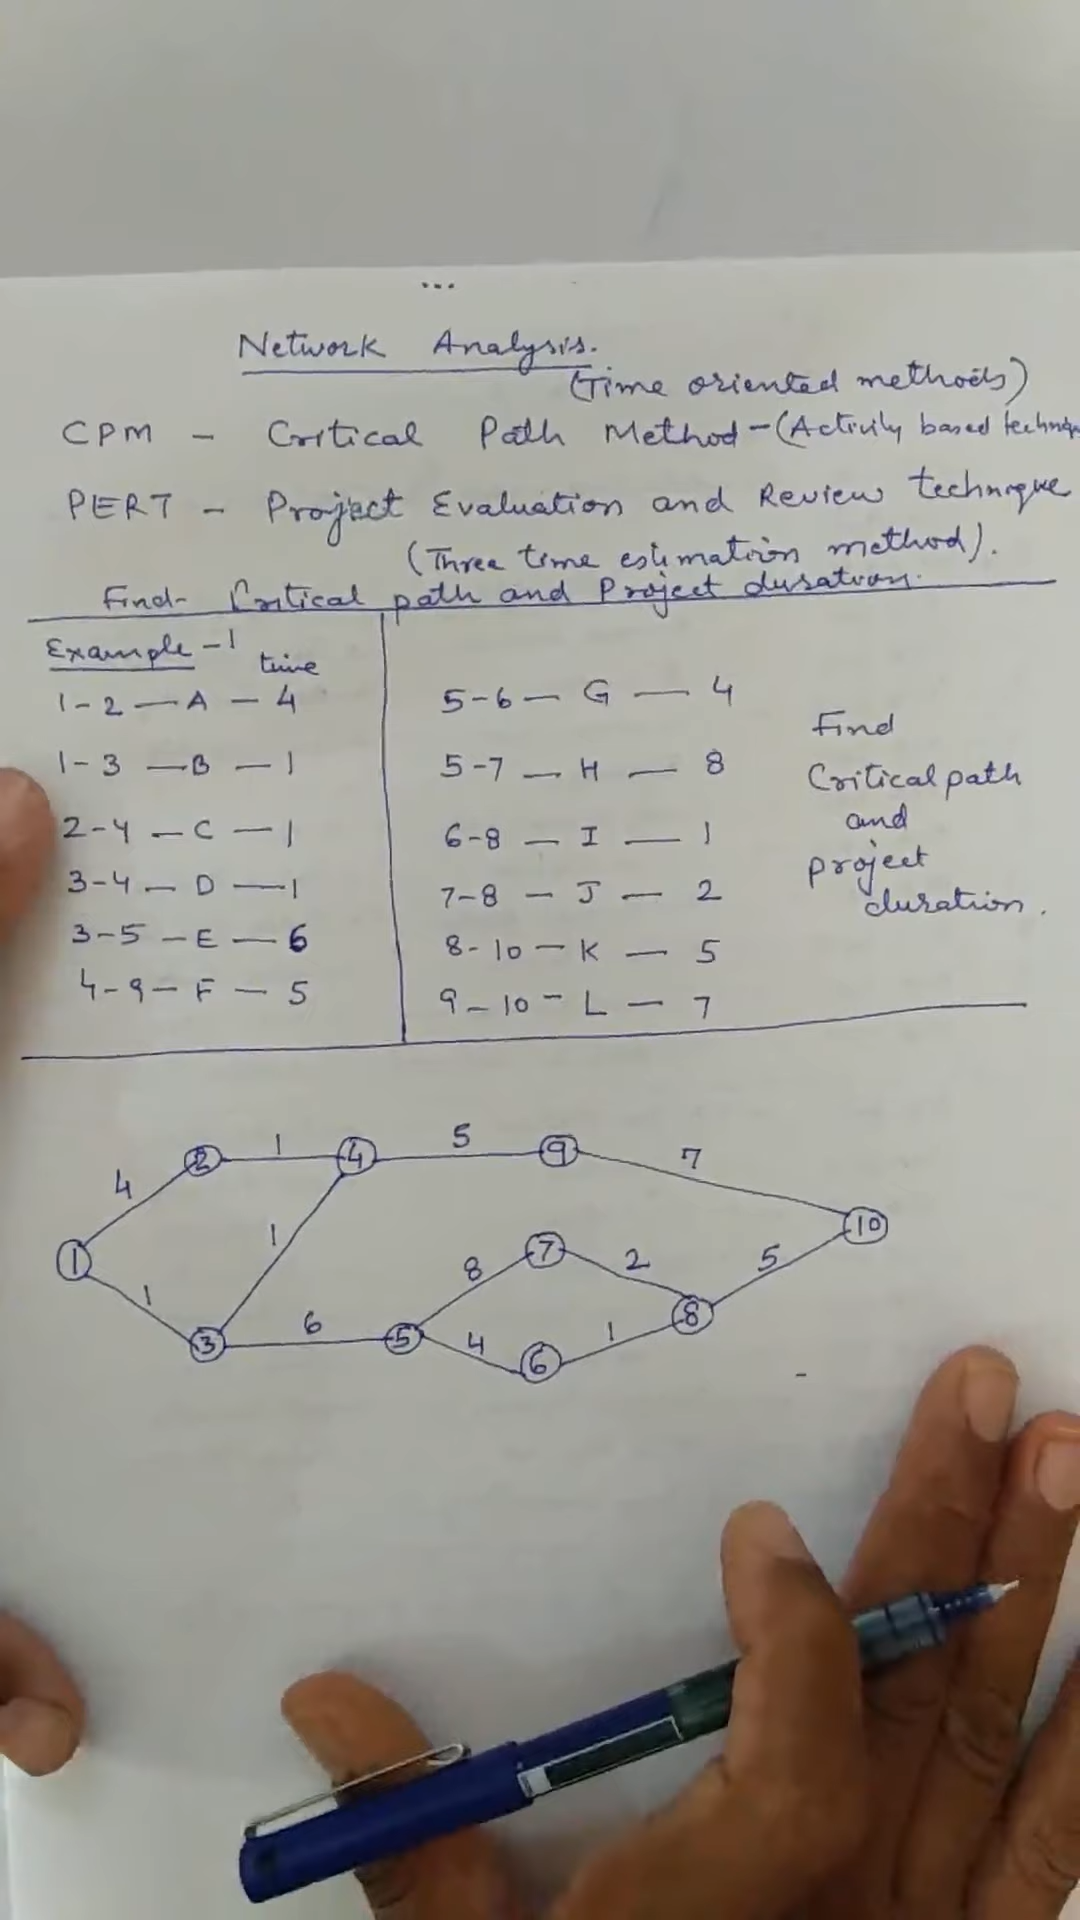 Network Analysis.
(Time oriented methods)
CPM - Critical Path Method - (Activity based
PERT - Project Evaluation and Review technique
(Three time estimation method).
Find- Critical path and Project duration.
Example - 1
time
1-2 — A — 4
1-3 — B — 1
2-4 — C — 1
3-4 — D — 1
3-5 — E — 6
4-9 — F — 5
5-6 — G — 4
5-7 — H — 8
6-8 — I — 1
7-8 — J — 2
8-10 — K — 5
9-10 - L — 7
Find
Critical path
and
project
duration.
2 1 4 5 9 7
4
1 1 7 2 10
8 5
1 3 6 5 4 6 1 8